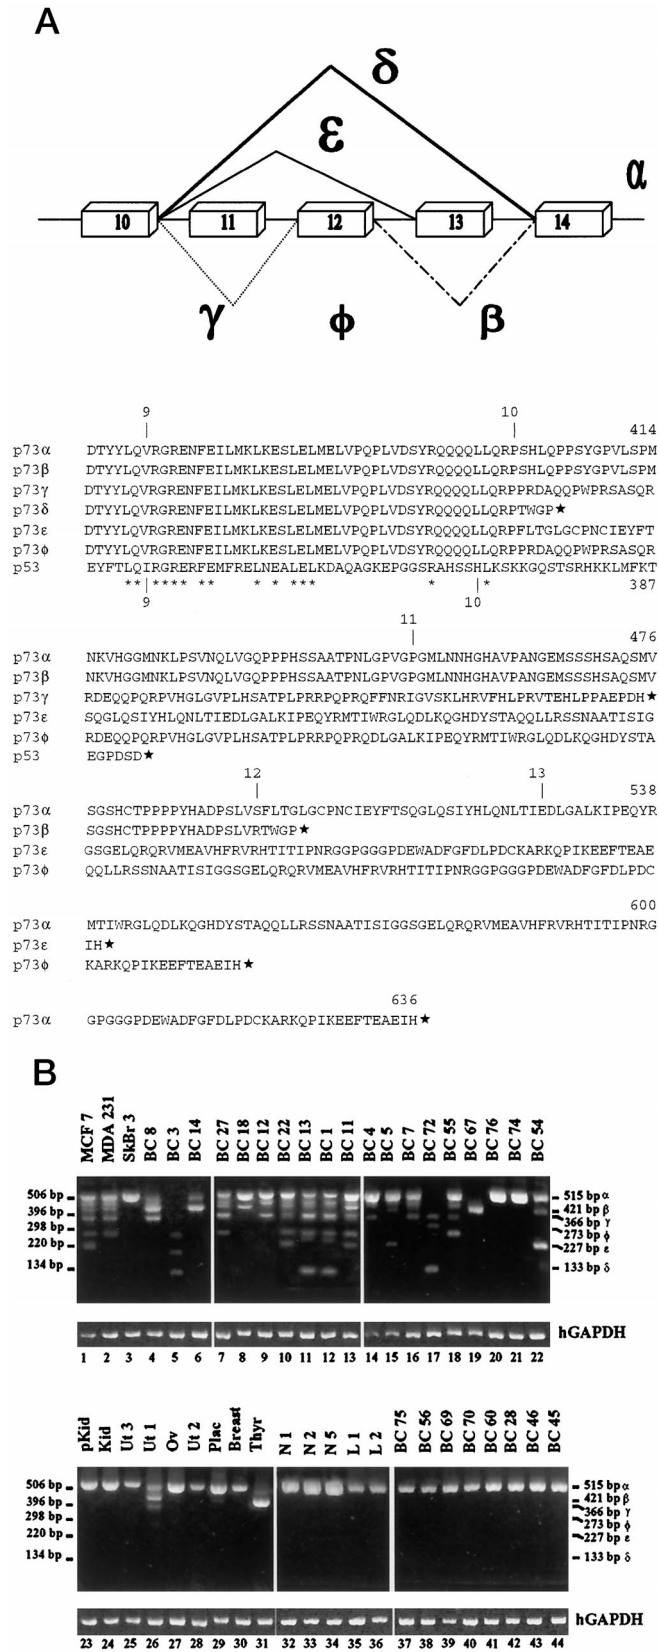 A
δ
ε
α
10 11 12 13 14
γ ϕ β
9 10 414
p73α DTYYLQVRGRENFEILMKLKESLELMELVPQPLVDSYRQQQQLLQRPSHLQPPSYGPVLSPM
p73β DTYYLQVRGRENFEILMKLKESLELMELVPQPLVDSYRQQQQLLQRPSHLQPPSYGPVLSPM
p73γ DTYYLQVRGRENFEILMKLKESLELMELVPQPLVDSYRQQQQLLQRPPRDAQQPWPRSASQR
p73δ DTYYLQVRGRENFEILMKLKESLELMELVPQPLVDSYRQQQQLLQRPTWGP★
p73ε DTYYLQVRGRENFEILMKLKESLELMELVPQPLVDSYRQQQQLLQRPFLTGLGCPNCIEYFT
p73ϕ DTYYLQVRGRENFEILMKLKESLELMELVPQPLVDSYRQQQQLLQRPPRDAQQPWPRSASQR
p53 EYFTLQIRGRERFEMFRELNEALELKDAQAGKEPGGSRAHSSHLKSKKGQSTSRHKKLMFKT
** **** ** * * *** * *
9 10 387
11 476
p73α NKVHGGMNKLPSVNQLVGQPPPHSSAATPNLGPVGPGMLNNHGHAVPANGEMSSSHSAQSMV
p73β NKVHGGMNKLPSVNQLVGQPPPHSSAATPNLGPVGPGMLNNHGHAVPANGEMSSSHSAQSMV
p73γ RDEQQPQRPVHGLGVPLHSATPLPRRPQPRQFFNRIGVSKLHRVFHLPRVTEHLPPAEPDH★
p73ε SQGLQSIYHLQNLTIEDLGALKIPEQYRMTIWRGLQDLKQGHDYSTAQQLLRSSNAATISIG
p73ϕ RDEQQPQRPVHGLGVPLHSATPLPRRPQPRQDLGALKIPEQYRMTIWRGLQDLKQGHDYSTA
p53 EGPDSD★
12 13 538
p73α SGSHCTPPPPYHADPSLVSFLTGLGCPNCIEYFTSQGLQSIYHLQNLTIEDLGALKIPEQYR
p73β SGSHCTPPPPYHADPSLVRTWGP★
p73ε GSGELQRQRVMEAVHFRVRHTITIPNRGGPGGGPDEWADFGFDLPDCKARKQPIKEEFTEAE
p73ϕ QQLLRSSNAATISIGGSGELQRQRVMEAVHFRVRHTITIPNRGGPGGGPDEWADFGFDLPDC
600
p73α MTIWRGLQDLKQGHDYSTAQQLLRSSNAATISIGGSGELQRQRVMEAVHFRVRHTITIPNRG
p73ε IH★
p73ϕ KARKQPIKEEFTEAEIH★
636
p73α GPGGGPDEWADFGFDLPDCKARKQPIKEEFTEAEIH★
B
MCF 7 MDA 231 SkBr 3 BC 8 BC 3 BC 14 BC 27 BC 18 BC 12 BC 22 BC 13 BC 1 BC 11 BC 4 BC 5 BC 7 BC 72 BC 55 BC 67 BC 76 BC 74 BC 54
506 bp 515 bp α
396 bp 421 bp β
366 bp γ
298 bp 273 bp ϕ
220 bp 227 bp ε
134 bp 133 bp δ
hGAPDH
1 2 3 4 5 6 7 8 9 10 11 12 13 14 15 16 17 18 19 20 21 22
pKid Kid Ut 3 Ut 1 Ov Ut 2 Plac Breast Thyr N 1 N 2 N 5 L 1 L 2 BC 75 BC 56 BC 69 BC 70 BC 60 BC 28 BC 46 BC 45
506 bp 515 bp α
396 bp 421 bp β
298 bp 366 bp γ
273 bp ϕ
220 bp 227 bp ε
134 bp 133 bp δ
hGAPDH
23 24 25 26 27 28 29 30 31 32 33 34 35 36 37 38 39 40 41 42 43 44